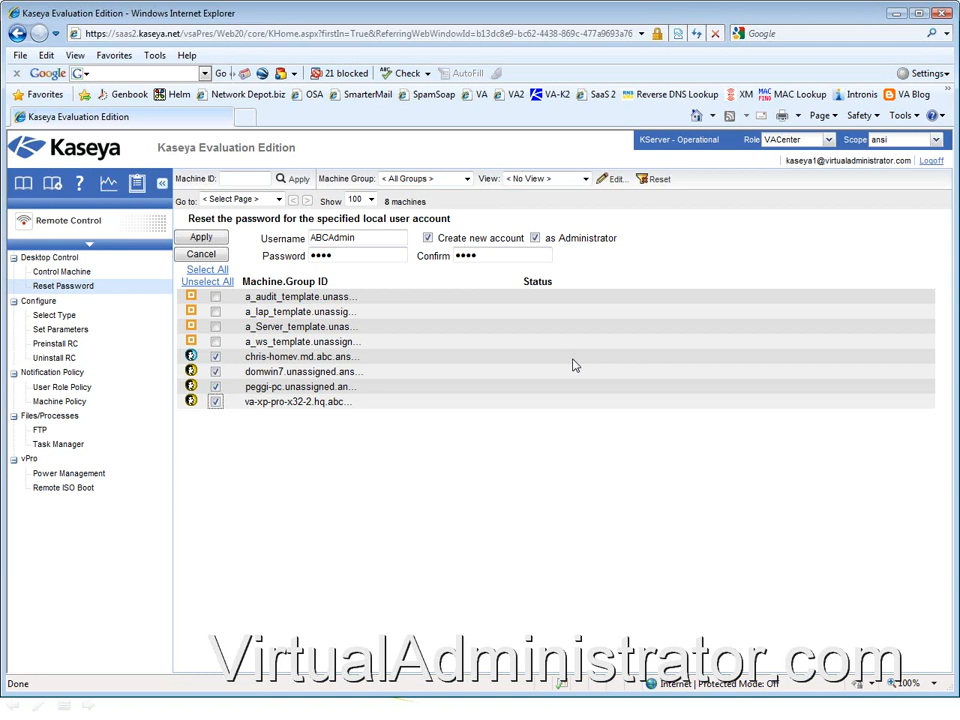 Kaseya Evaluation Edition - Windows Internet Explorer
https://saas2.kaseya.net/vsaPres/Web20/core/KHome.aspx?firstIn=True&ReferringWebWindowId=b13dc8e9-bc62-4438-869c-477a9693a76
Google
File Edit View Favorites Tools Help
x Google G Go 21 blocked Check AutoFill Settings
Favorites Genbook Helm Network Depot.biz OSA SmarterMail SpamSoap VA VA2 VA-K2 SaaS 2 Reverse DNS Lookup XM MAC Lookup Intronis VA Blog
Kaseya Evaluation Edition
Page Safety Tools
Kaseya Kaseya Evaluation Edition
KServer - Operational Role VACenter Scope ansi
kaseya1@virtualadministrator.com Logoff
Machine ID: Apply Machine Group: < All Groups > View: < No View > Edit... Reset
Go to: < Select Page > Show 100 8 machines
Remote Control
Desktop Control
Control Machine
Reset Password
Configure
Select Type
Set Parameters
Preinstall RC
Uninstall RC
Notification Policy
User Role Policy
Machine Policy
Files/Processes
FTP
Task Manager
vPro
Power Management
Remote ISO Boot
Reset the password for the specified local user account
Apply Username ABCAdmin Create new account as Administrator
Cancel Password •••• Confirm ••••
Select All
Unselect All Machine.Group ID Status
a_audit_template.unass...
a_lap_template.unassig...
a_Server_template.unas...
a_ws_template.unassign...
chris-homev.md.abc.ans...
domwin7.unassigned.ans...
peggi-pc.unassigned.an...
va-xp-pro-x32-2.hq.abc...
VirtualAdministrator.com
Done Internet | Protected Mode: Off 100%